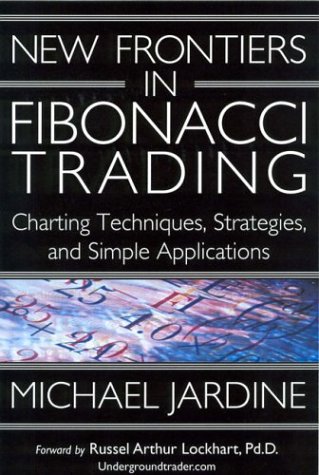 NEW FRONTIERS
IN
FIBONACCI
TRADING
Charting Techniques, Strategies,
and Simple Applications
MICHAEL JARDINE
Forward by Russel Arthur Lockhart, Pd.D.
Undergroundtrader.com